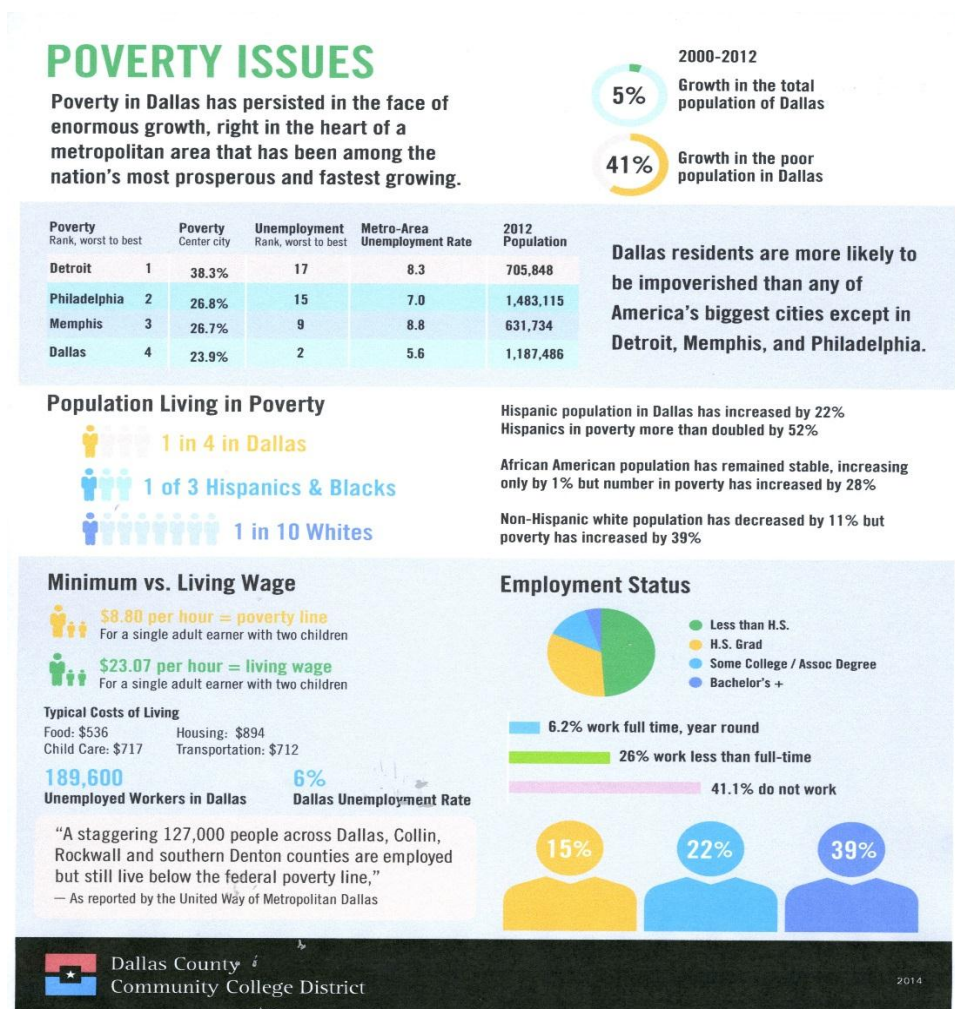 POVERTY ISSUES
Poverty in Dallas has persisted in the face of
enormous growth, right in the heart of a
metropolitan area that has been among the
nation's most prosperous and fastest growing.
2000-2012
5%
Growth in the total
population of Dallas
41%
Growth in the poor
population in Dallas
Poverty Poverty Unemployment Metro-Area 2012
Rank, worst to best Center city Rank, worst to best Unemployment Rate Population
Detroit 1 38.3% 17 8.3 705,848
Philadelphia 2 26.8% 15 7.0 1,483,115
Memphis 3 26.7% 9 8.8 631,734
Dallas 4 23.9% 2 5.6 1,187,486
Dallas residents are more likely to
be impoverished than any of
America's biggest cities except in
Detroit, Memphis, and Philadelphia.
Population Living in Poverty
1 in 4 in Dallas
1 of 3 Hispanics & Blacks
1 in 10 Whites
Hispanic population in Dallas has increased by 22%
Hispanics in poverty more than doubled by 52%
African American population has remained stable, increasing
only by 1% but number in poverty has increased by 28%
Non-Hispanic white population has decreased by 11% but
poverty has increased by 39%
Minimum vs. Living Wage
$8.80 per hour = poverty line
For a single adult earner with two children
$23.07 per hour = living wage
For a single adult earner with two children
Typical Costs of Living
Food: $536 Housing: $894
Child Care: $717 Transportation: $712
189,600 6%
Unemployed Workers in Dallas Dallas Unemployment Rate
"A staggering 127,000 people across Dallas, Collin,
Rockwall and southern Denton counties are employed
but still live below the federal poverty line,"
— As reported by the United Way of Metropolitan Dallas
Employment Status
Less than H.S.
H.S. Grad
Some College / Assoc Degree
Bachelor's +
6.2% work full time, year round
26% work less than full-time
41.1% do not work
15% 22% 39%
Dallas County
Community College District
2014